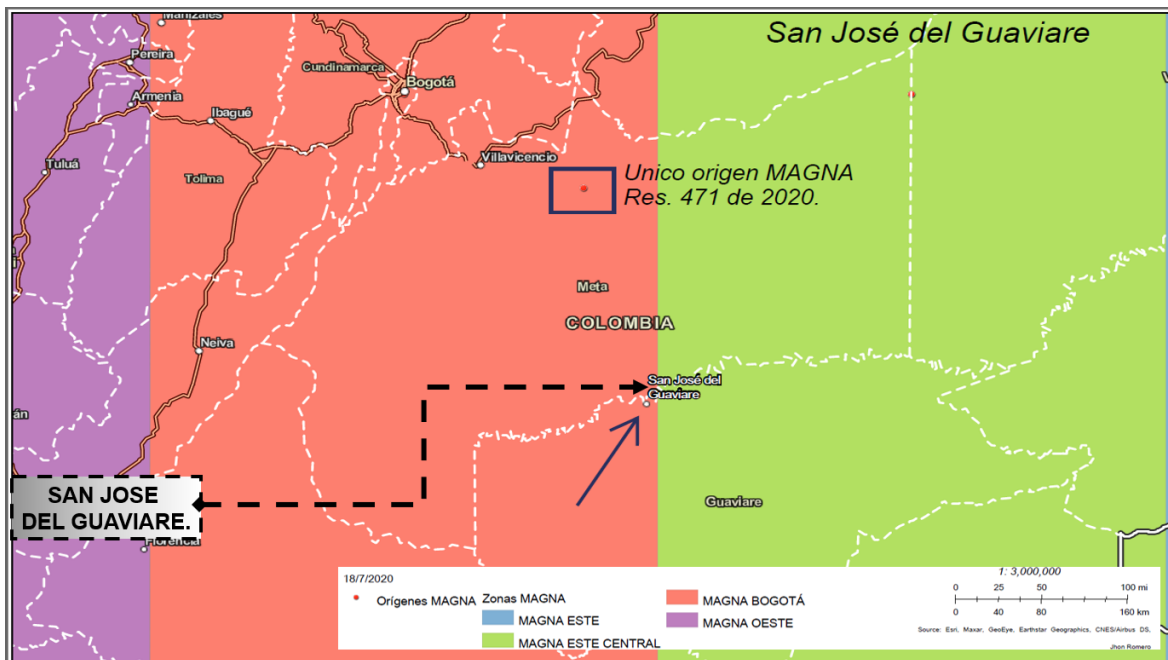 San José del Guaviare
Manizales
Pereira
Cundinamarca
Bogotá
Armenia
Ibagué
Villavicencio
Tuluá
Tolima
Unico origen MAGNA
Res. 471 de 2020.
Meta
COLOMBIA
Neiva
San José del
Guaviare
án
SAN JOSE
DEL GUAVIARE.
Guaviare
Florencia
18/7/2020
Orígenes MAGNA
Zonas MAGNA
MAGNA ESTE
MAGNA ESTE CENTRAL
MAGNA BOGOTÁ
MAGNA OESTE
1: 3,000,000
0 25 50 100 mi
0 40 80 160 km
Source: Esri, Maxar, GeoEye, Earthstar Geographics, CNES/Airbus DS,
Jhon Romero